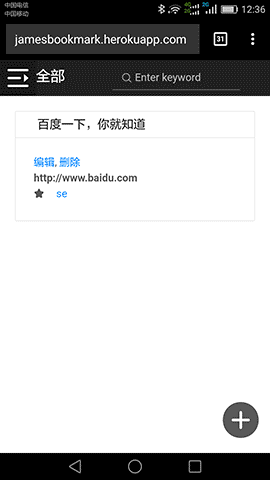 中国电信
中国移动
12:36
jamesbookmark.herokuapp.com
31
全部
Enter keyword
百度一下，你就知道
编辑, 删除
http://www.baidu.com
se